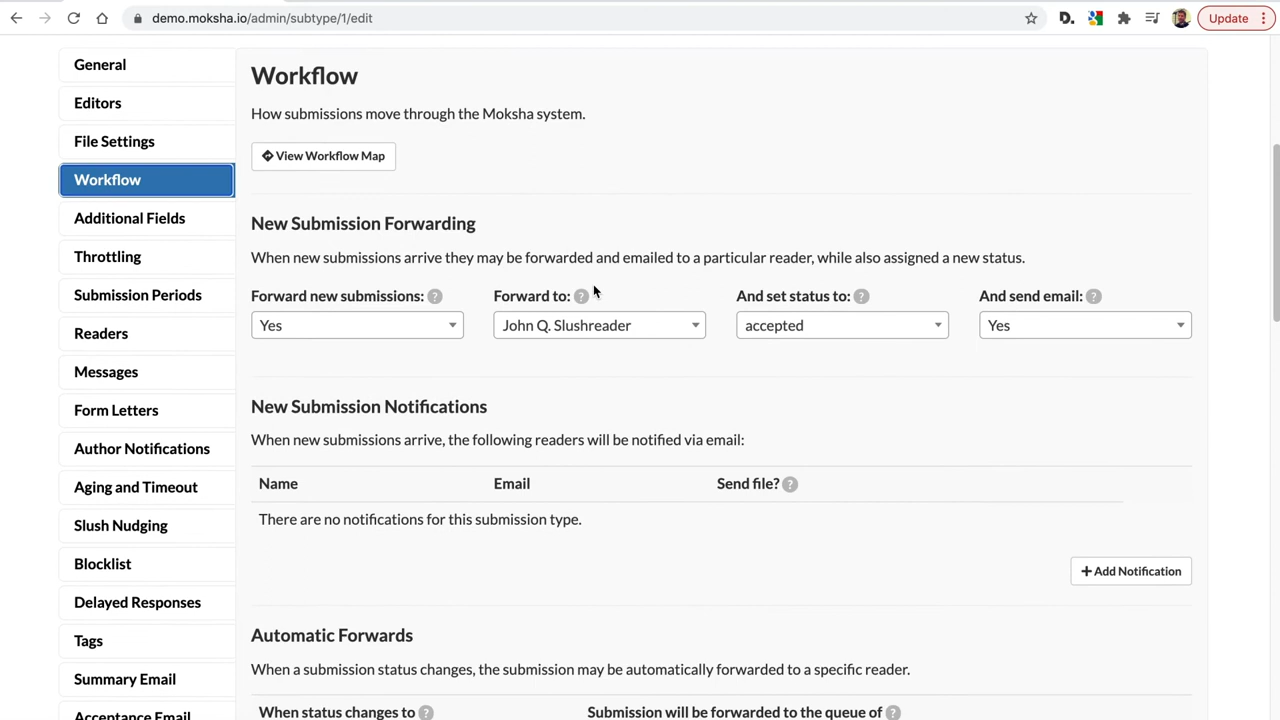 demo.moksha.io/admin/subtype/1/edit
D.
Update
General
Editors
File Settings
Workflow
Additional Fields
Throttling
Submission Periods
Readers
Messages
Form Letters
Author Notifications
Aging and Timeout
Slush Nudging
Blocklist
Delayed Responses
Tags
Summary Email
Acceptance Email
Workflow
How submissions move through the Moksha system.
View Workflow Map
New Submission Forwarding
When new submissions arrive they may be forwarded and emailed to a particular reader, while also assigned a new status.
Forward new submissions: ? Forward to: ? And set status to: ? And send email: ?
Yes John Q. Slushreader accepted Yes
New Submission Notifications
When new submissions arrive, the following readers will be notified via email:
Name Email Send file? ?
There are no notifications for this submission type.
+ Add Notification
Automatic Forwards
When a submission status changes, the submission may be automatically forwarded to a specific reader.
When status changes to ? Submission will be forwarded to the queue of ?